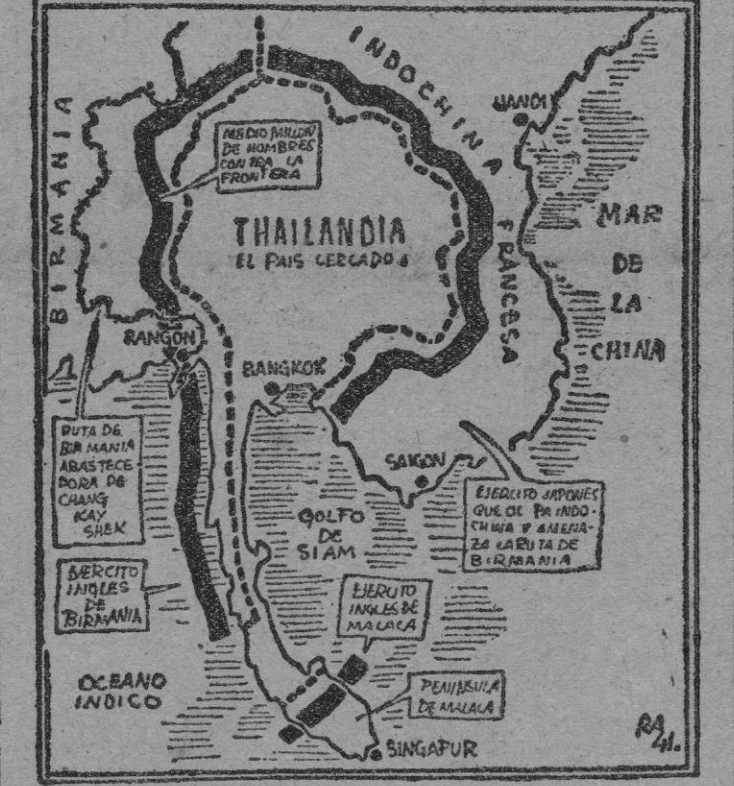 INDOCHINA
FRANCESA
BIRMANIA
HANOI
MEDIO MILLON
DE HOMBRES
CONTRA LA
FRONTERA
THAILANDIA
EL PAIS CERCADO
MAR
DE
LA
CHINA
RANGON
BANGKOK
RUTA DE
BIRMANIA
ABASTECE-
DORA DE
CHANG
KAY
SHEK
SAIGON
EJERCITO JAPONES
QUE OCUPA INDO-
CHINA Y AMENA-
ZA LA RUTA DE
BIRMANIA
GOLFO
DE
SIAM
EJERCITO
INGLES
DE
BIRMANIA
EJERCITO
INGLES DE
MALACA
OCEANO
INDICO
PENINSULA
DE MALACA
SINGAPUR
RA
41.